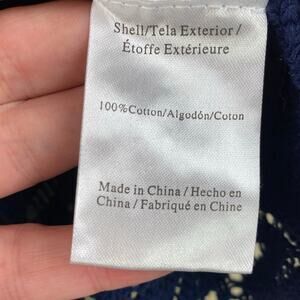 Shell/Tela Exterior/
Étoffe Extérieure
100%Cotton/Algodón/Coton
Made in China / Hecho en
China / Fabriqué en Chine